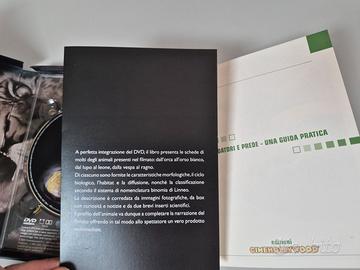 A perfetta integrazione del DVD, il libro presenta le schede di
molti degli animali presenti nel filmato: dall'orca all'orso bianco,
dal lupo al leone, dalla vespa al ragno.
Di ciascuno sono fornite le caratteristiche morfologiche, il ciclo
biologico, l'habitat e la diffusione, nonché la classificazione
secondo il sistema di nomenclatura binomia di Linneo.
La descrizione è corredata da immagini fotografiche, da box
con curiosità e notizie e da due brevi inserti scientifici.
Il profilo dell'animale va dunque a completare la narrazione del
filmato offrendo in tal modo allo spettatore un vero prodotto
multimediale.
DATORI E PREDE - UNA GUIDA PRATICA
edizioni
CINEHOLLYWOOD
DVD